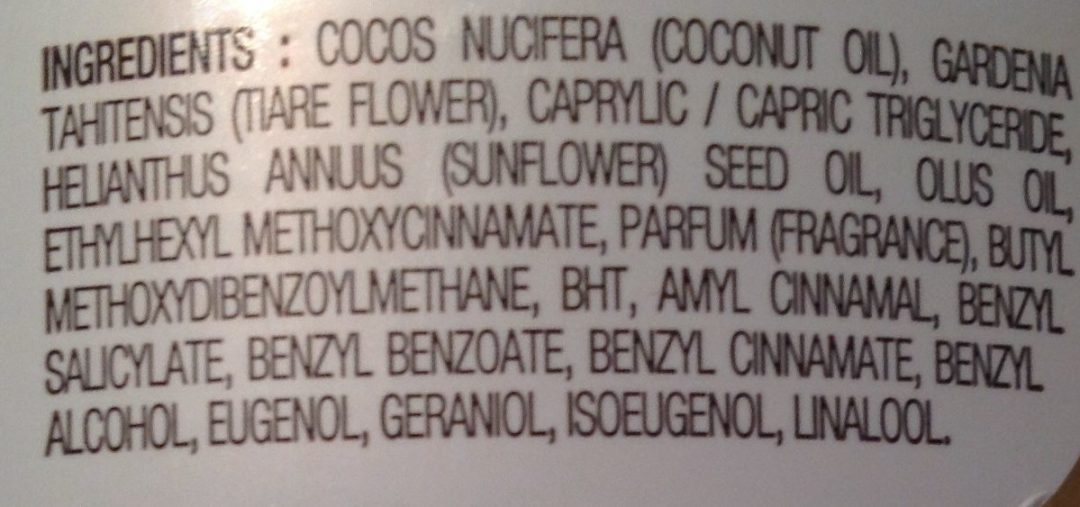 INGREDIENTS : COCOS NUCIFERA (COCONUT OIL), GARDENIA
TAHITENSIS (TIARE FLOWER), CAPRYLIC / CAPRIC TRIGLYCERIDE,
HELIANTHUS ANNUUS (SUNFLOWER) SEED OIL, OLUS OIL,
ETHYLHEXYL METHOXYCINNAMATE, PARFUM (FRAGRANCE), BUTYL
METHOXYDIBENZOYLMETHANE, BHT, AMYL CINNAMAL, BENZYL
SALICYLATE, BENZYL BENZOATE, BENZYL CINNAMATE, BENZYL
ALCOHOL, EUGENOL, GERANIOL, ISOEUGENOL, LINALOOL.